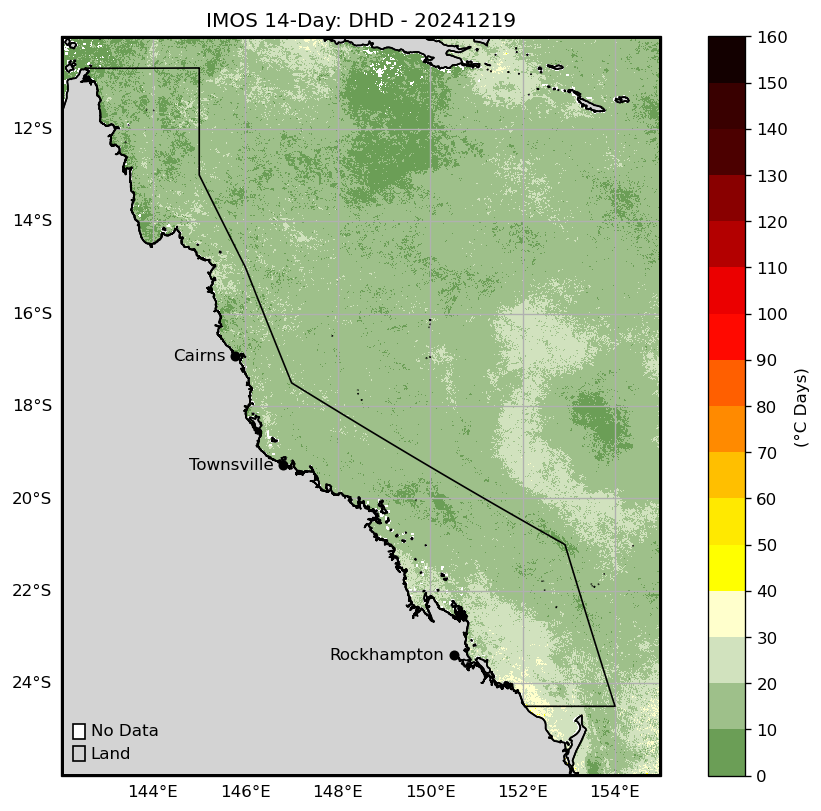 IMOS 14-Day: DHD - 20241219
12°S
14°S
16°S
18°S
20°S
22°S
24°S
Cairns
Townsville
Rockhampton
No Data
Land
144°E 146°E 148°E 150°E 152°E 154°E
160
150
140
130
120
110
100
90
80
70
60
50
40
30
20
10
0
(°C Days)